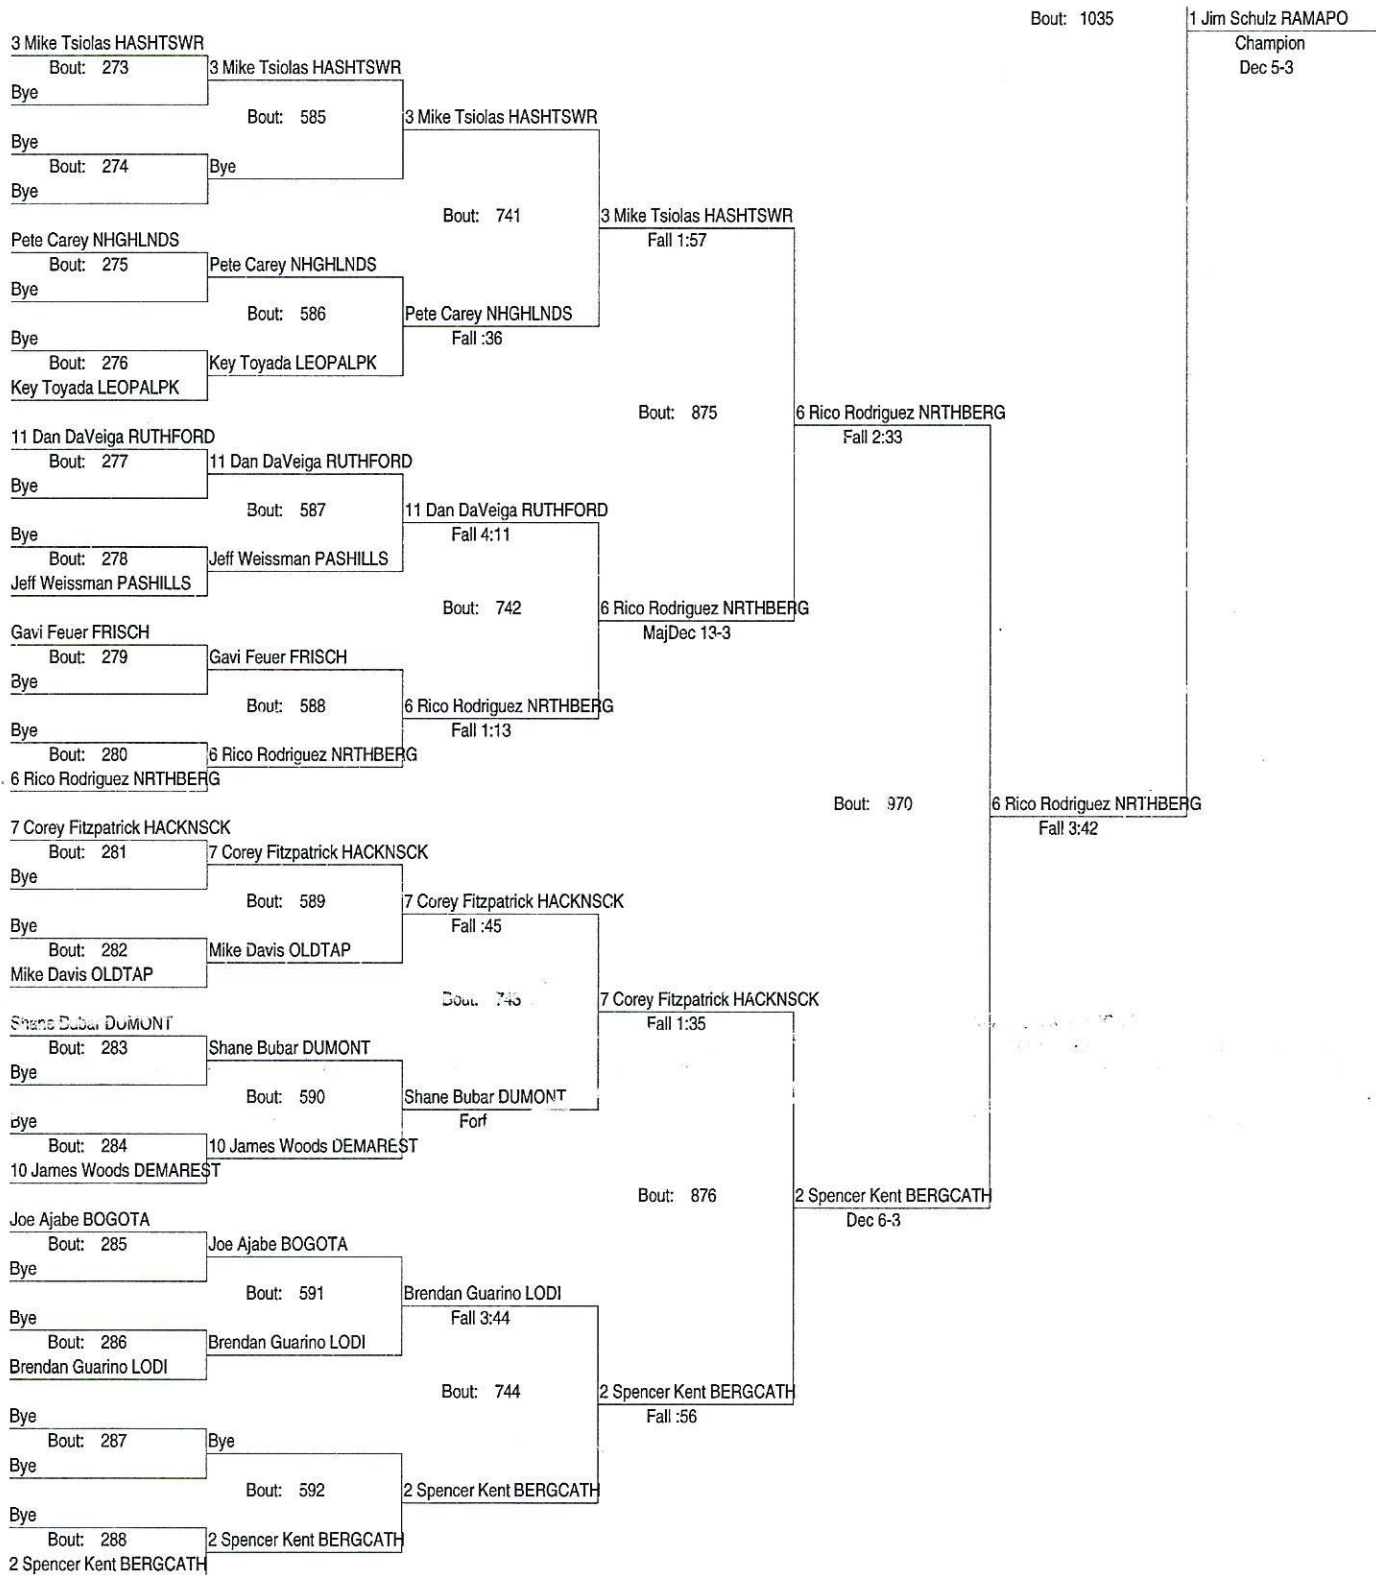 Bout: 1035
1 Jim Schulz RAMAPO
Champion
Dec 5-3
3 Mike Tsiolas HASHTSWR
Bout: 273
3 Mike Tsiolas HASHTSWR
Bye
Bout: 585
3 Mike Tsiolas HASHTSWR
Bye
Bout: 274
Bye
Bye
Bout: 741
3 Mike Tsiolas HASHTSWR
Fall 1:57
Pete Carey NHGHLNDS
Bout: 275
Pete Carey NHGHLNDS
Bye
Bout: 586
Pete Carey NHGHLNDS
Fall :36
Bye
Bout: 276
Key Toyada LEOPALPK
Key Toyada LEOPALPK
Bout: 875
6 Rico Rodriguez NRTHBERG
Fall 2:33
11 Dan DaVeiga RUTHFORD
Bout: 277
11 Dan DaVeiga RUTHFORD
Bye
Bout: 587
11 Dan DaVeiga RUTHFORD
Fall 4:11
Bye
Bout: 278
Jeff Weissman PASHILLS
Jeff Weissman PASHILLS
Bout: 742
6 Rico Rodriguez NRTHBERG
MajDec 13-3
Gavi Feuer FRISCH
Bout: 279
Gavi Feuer FRISCH
Bye
Bout: 588
6 Rico Rodriguez NRTHBERG
Fall 1:13
Bye
Bout: 280
6 Rico Rodriguez NRTHBERG
6 Rico Rodriguez NRTHBERG
Bout: 970
6 Rico Rodriguez NRTHBERG
Fall 3:42
7 Corey Fitzpatrick HACKNSCK
Bout: 281
7 Corey Fitzpatrick HACKNSCK
Bye
Bout: 589
7 Corey Fitzpatrick HACKNSCK
Fall :45
Bye
Bout: 282
Mike Davis OLDTAP
Mike Davis OLDTAP
Bout:
7 Corey Fitzpatrick HACKNSCK
Fall 1:35
Shane Bubar DUMONT
Bout: 283
Shane Bubar DUMONT
Bye
Bout: 590
Shane Bubar DUMONT
Forf
Bye
Bout: 284
10 James Woods DEMAREST
10 James Woods DEMAREST
Bout: 876
2 Spencer Kent BERGCATH
Dec 6-3
Joe Ajabe BOGOTA
Bout: 285
Joe Ajabe BOGOTA
Bye
Bout: 591
Brendan Guarino LODI
Fall 3:44
Bye
Bout: 286
Brendan Guarino LODI
Brendan Guarino LODI
Bout: 744
2 Spencer Kent BERGCATH
Fall :56
Bye
Bout: 287
Bye
Bye
Bout: 592
2 Spencer Kent BERGCATH
Bye
Bout: 288
2 Spencer Kent BERGCATH
2 Spencer Kent BERGCATH